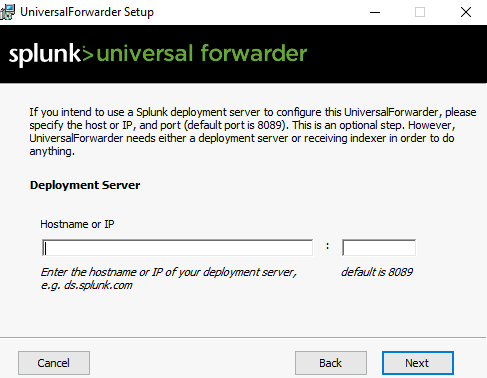 UniversalForwarder Setup
splunk>universal forwarder
If you intend to use a Splunk deployment server to configure this UniversalForwarder, please
specify the host or IP, and port (default port is 8089). This is an optional step. However,
UniversalForwarder needs either a deployment server or receiving indexer in order to do
anything.
Deployment Server
Hostname or IP
:
Enter the hostname or IP of your deployment server, default is 8089
e.g. ds.splunk.com
Cancel Back Next